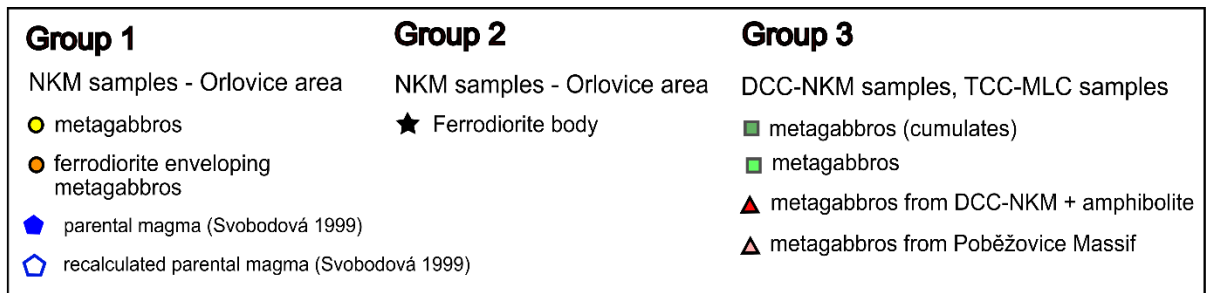 Group 1
NKM samples - Orlovice area
metagabbros
ferrodiorite enveloping
metagabbros
parental magma (Svobodová 1999)
recalculated parental magma (Svobodová 1999)
Group 2
NKM samples - Orlovice area
Ferrodiorite body
Group 3
DCC-NKM samples, TCC-MLC samples
metagabbros (cumulates)
metagabbros
metagabbros from DCC-NKM + amphibolite
metagabbros from Poběžovice Massif